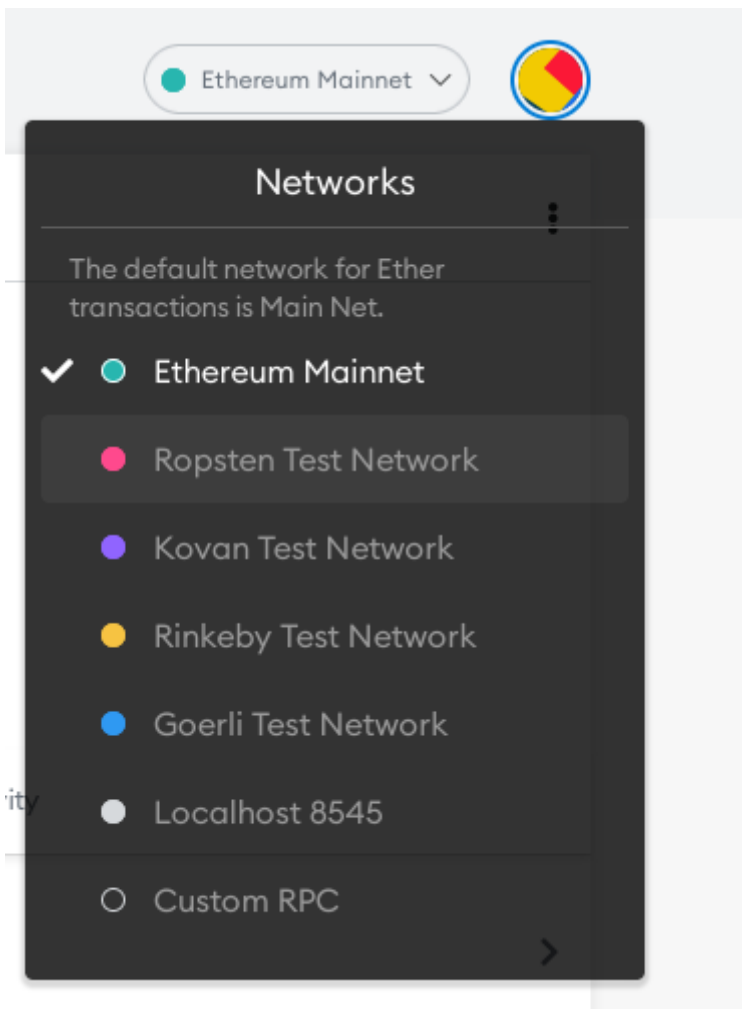 Ethereum Mainnet
Networks
The default network for Ether
transactions is Main Net.
Ethereum Mainnet
Ropsten Test Network
Kovan Test Network
Rinkeby Test Network
Goerli Test Network
Localhost 8545
rity
Custom RPC